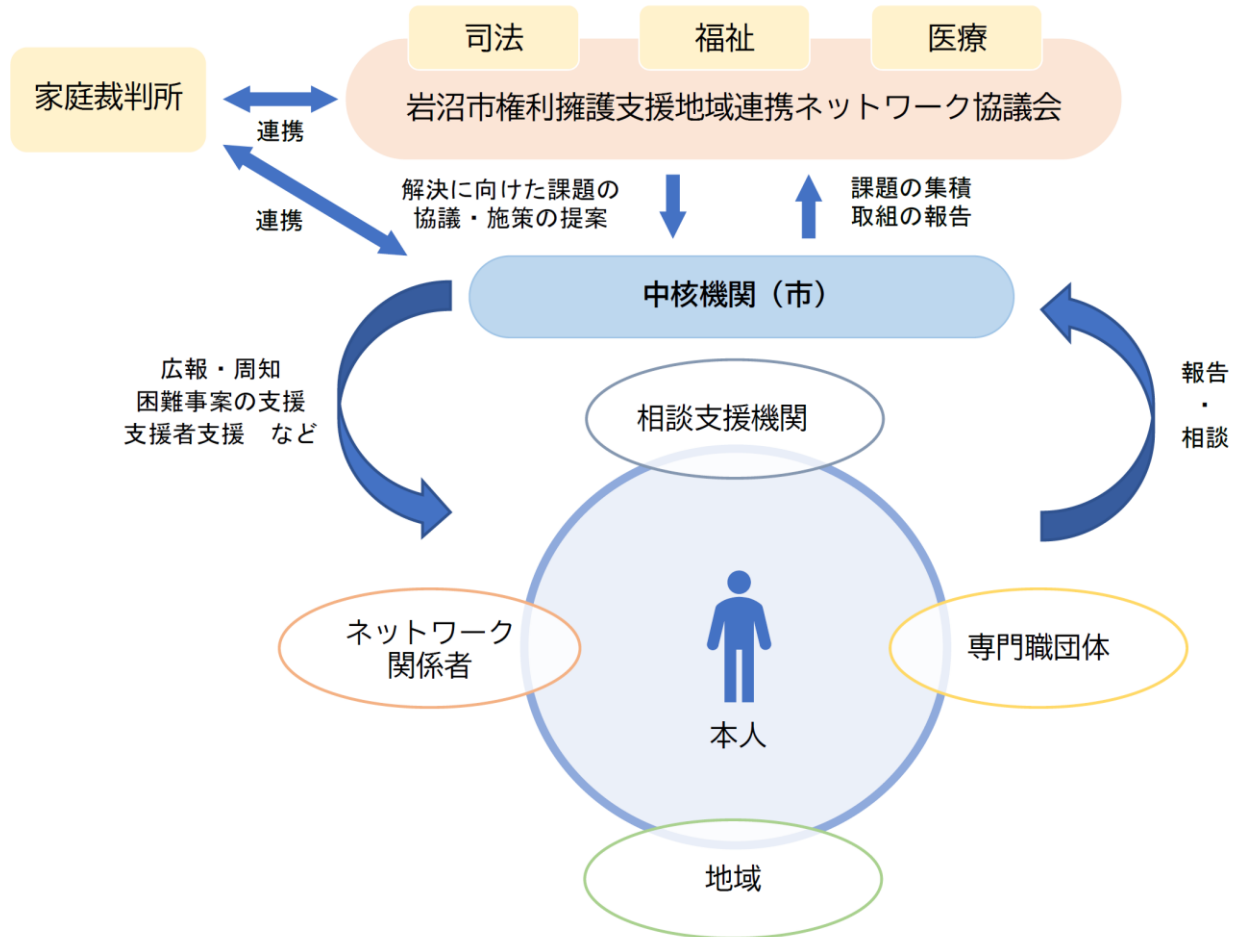 司法
福祉
医療
家庭裁判所
岩沼市権利擁護支援地域連携ネットワーク協議会
連携
連携
解決に向けた課題の
協議・施策の提案
課題の集積
取組の報告
中核機関（市）
広報・周知
困難事案の支援
支援者支援　など
報告
・
相談
相談支援機関
ネットワーク
関係者
専門職団体
本人
地域